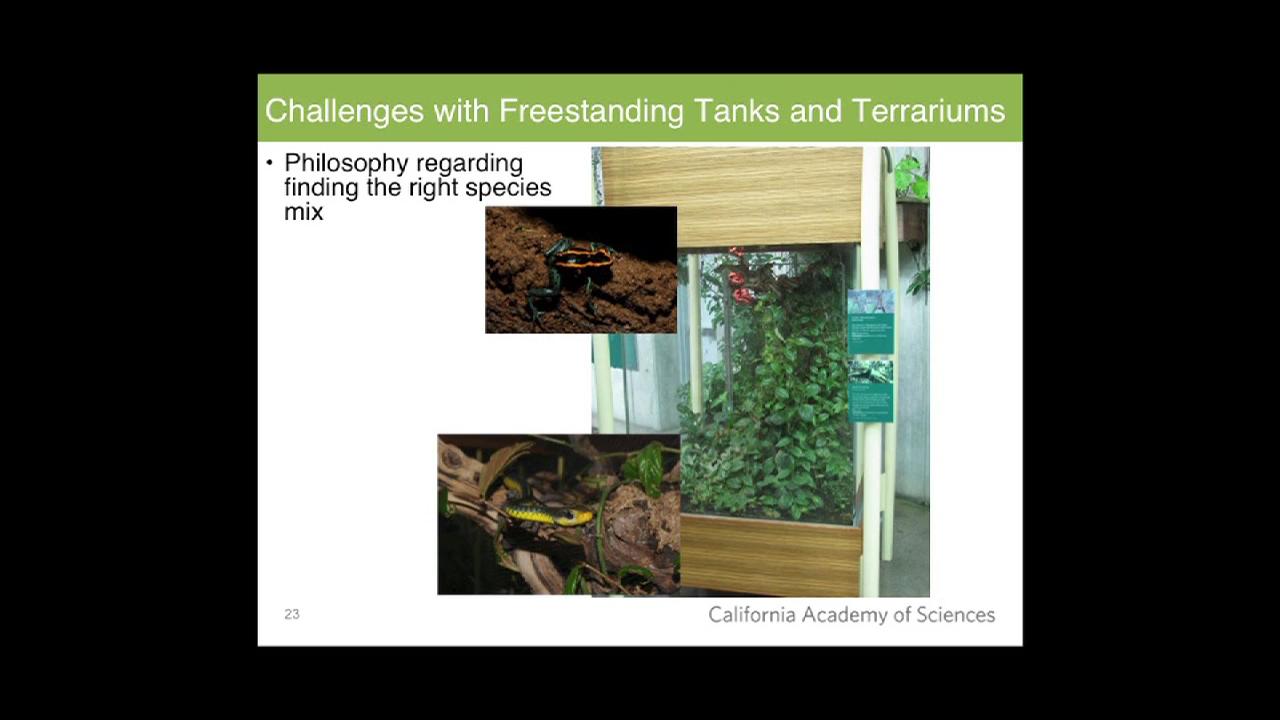 Challenges with Freestanding Tanks and Terrariums
• Philosophy regarding
finding the right species
mix
23
California Academy of Sciences